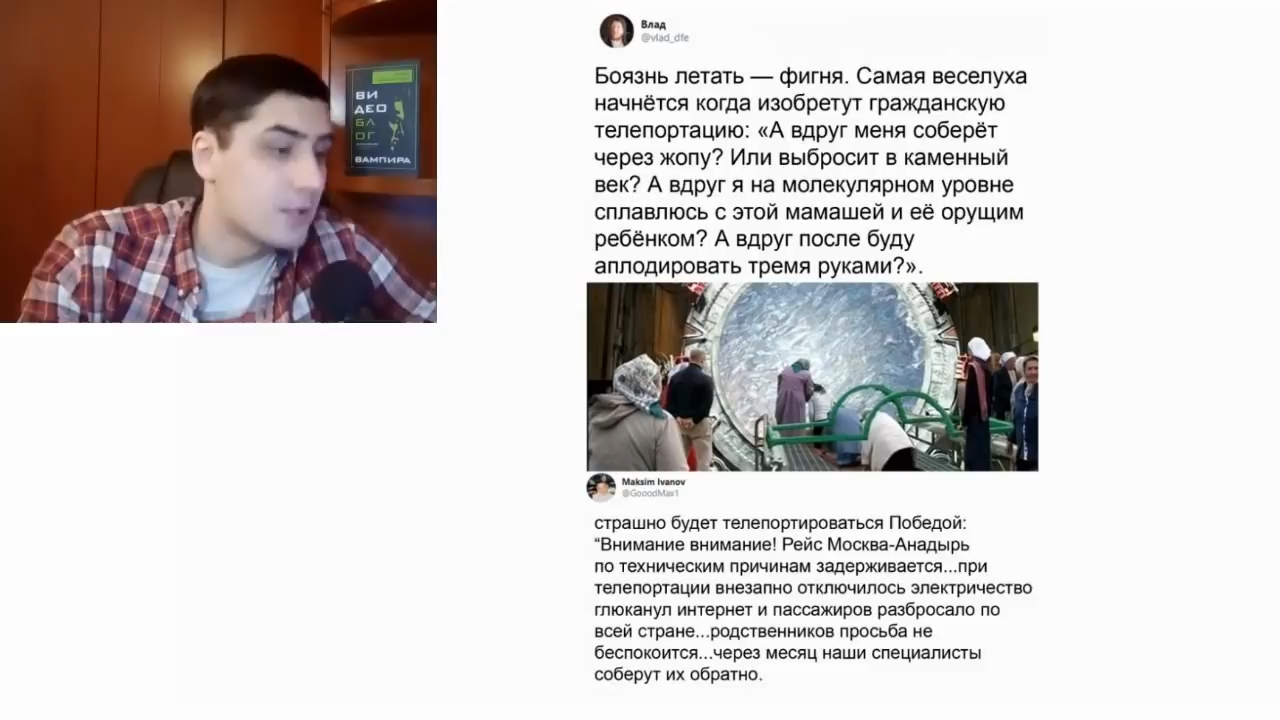 ВИ
ДЕО
БЛ
ОГ
ВАМПИРА
Влад
@vlad_dfe
Боязнь летать — фигня. Самая веселуха
начнётся когда изобретут гражданскую
телепортацию: «А вдруг меня соберёт
через жопу? Или выбросит в каменный
век? А вдруг я на молекулярном уровне
сплавлюсь с этой мамашей и её орущим
ребёнком? А вдруг после буду
аплодировать тремя руками?».
Maksim Ivanov
@GooodMax1
страшно будет телепортироваться Победой:
“Внимание внимание! Рейс Москва-Анадырь
по техническим причинам задерживается...при
телепортации внезапно отключилось электричество
глюканул интернет и пассажиров разбросало по
всей стране...родственников просьба не
беспокоится...через месяц наши специалисты
соберут их обратно.